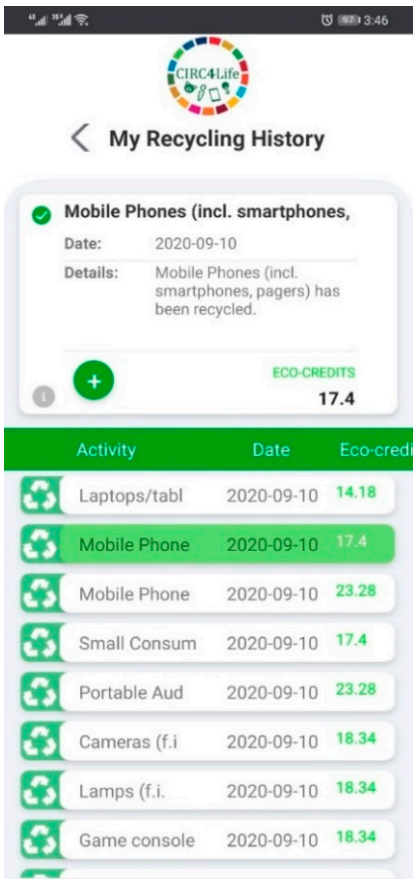 3:46
CIRC4Life
My Recycling History
Mobile Phones (incl. smartphones,
Date: 2020-09-10
Details: Mobile Phones (incl.
smartphones, pagers) has
been recycled.
+
ECO-CREDITS
17.4
Activity Date Eco-credi
Laptops/tabl 2020-09-10 14.18
Mobile Phone 2020-09-10 17.4
Mobile Phone 2020-09-10 23.28
Small Consum 2020-09-10 17.4
Portable Aud 2020-09-10 23.28
Cameras (f.i 2020-09-10 18.34
Lamps (f.i. 2020-09-10 18.34
Game console 2020-09-10 18.34